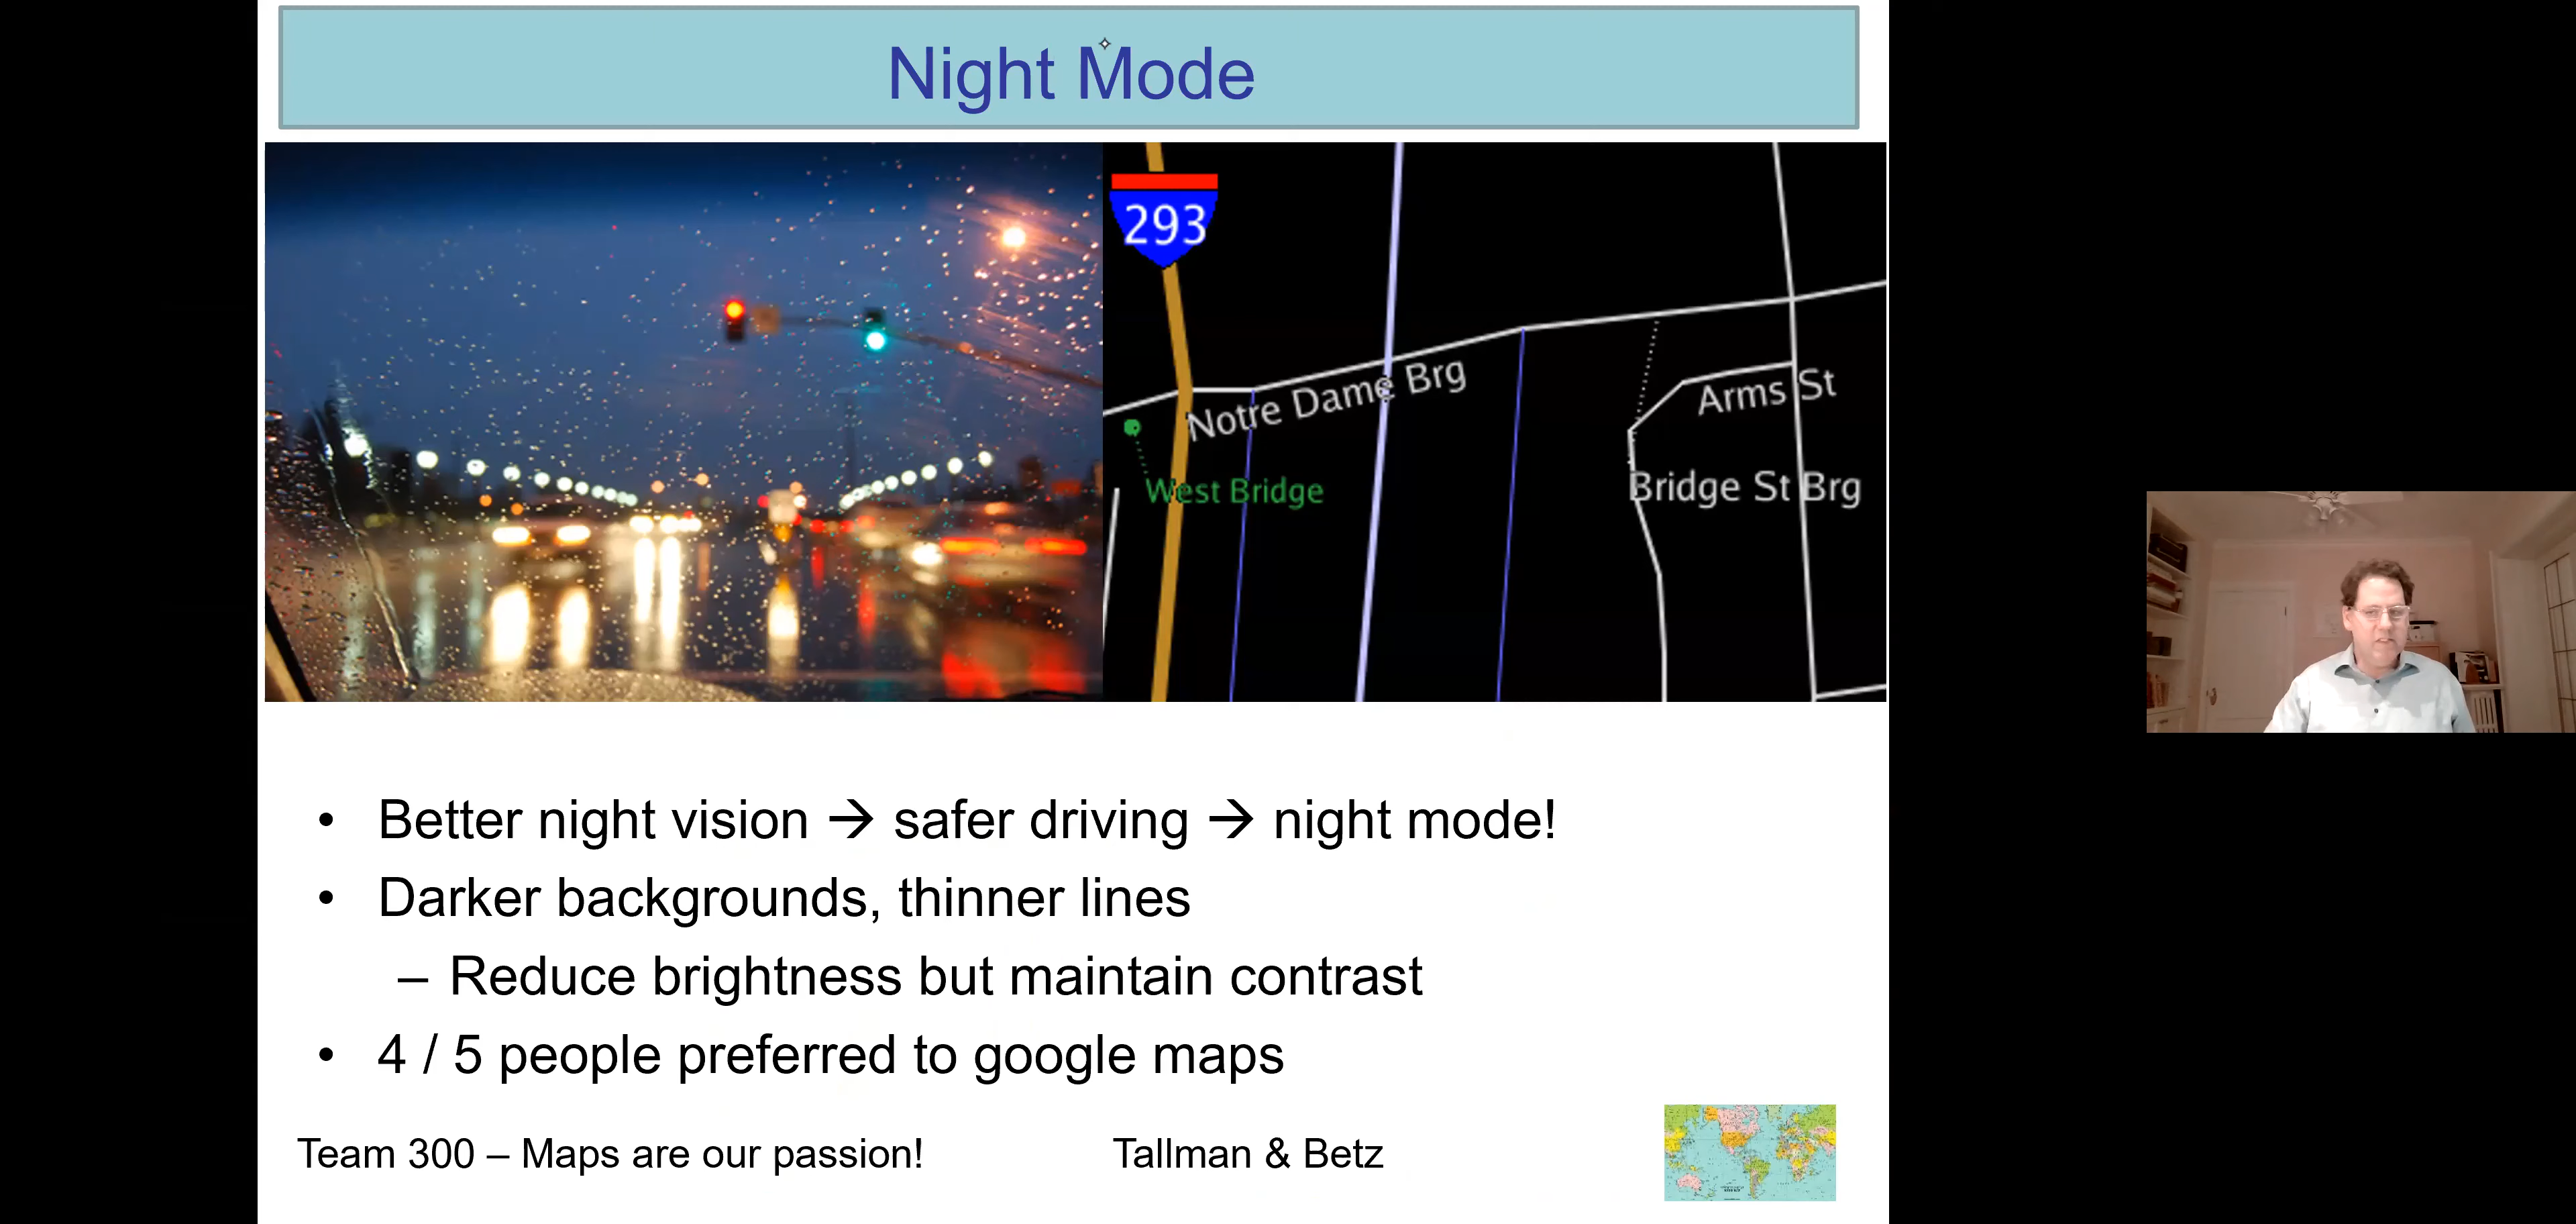 Night Mode
293
Notre Dame Brg
Arms St
West Bridge
Bridge St Brg
• Better night vision → safer driving → night mode!
• Darker backgrounds, thinner lines
– Reduce brightness but maintain contrast
• 4 / 5 people preferred to google maps
Team 300 – Maps are our passion!
Tallman & Betz